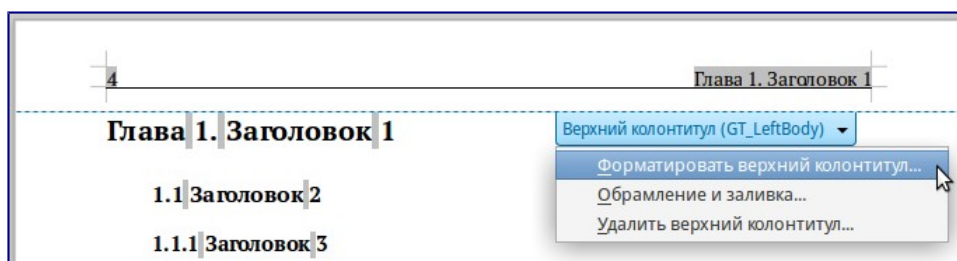 4 Глава 1. Заголовок 1
Глава 1. Заголовок 1
Верхний колонтитул (GT_LeftBody)
Форматировать верхний колонтитул...
1.1 Заголовок 2
Обрамление и заливка...
Удалить верхний колонтитул...
1.1.1 Заголовок 3